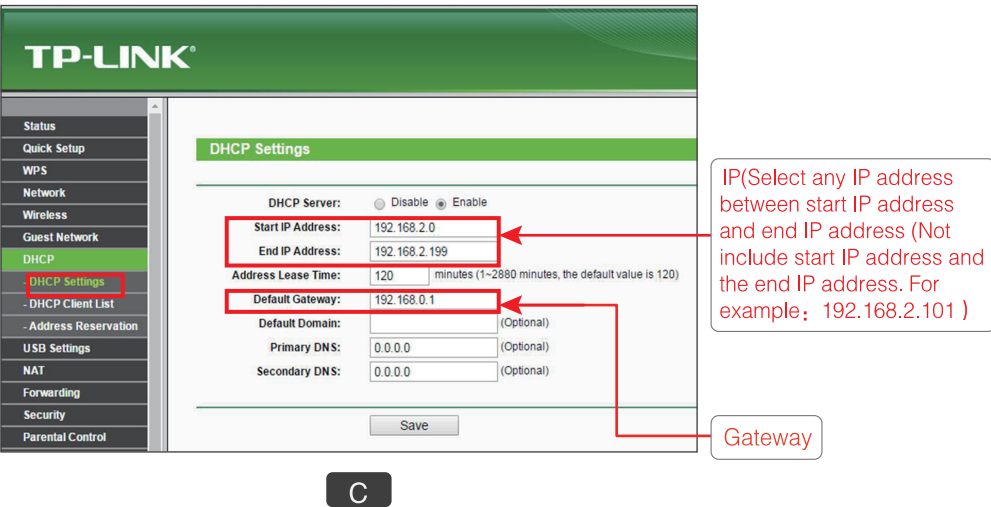 TP-LINK®
Status
Quick Setup
WPS
Network
Wireless
Guest Network
DHCP
- DHCP Settings
- DHCP Client List
- Address Reservation
USB Settings
NAT
Forwarding
Security
Parental Control
DHCP Settings
DHCP Server: Disable Enable
Start IP Address: 192.168.2.0
End IP Address: 192.168.2.199
Address Lease Time: 120 minutes (1~2880 minutes, the default value is 120)
Default Gateway: 192.168.0.1
Default Domain: (Optional)
Primary DNS: 0.0.0.0 (Optional)
Secondary DNS: 0.0.0.0 (Optional)
Save
IP(Select any IP address
between start IP address
and end IP address (Not
include start IP address and
the end IP address. For
example：192.168.2.101 )
Gateway
C